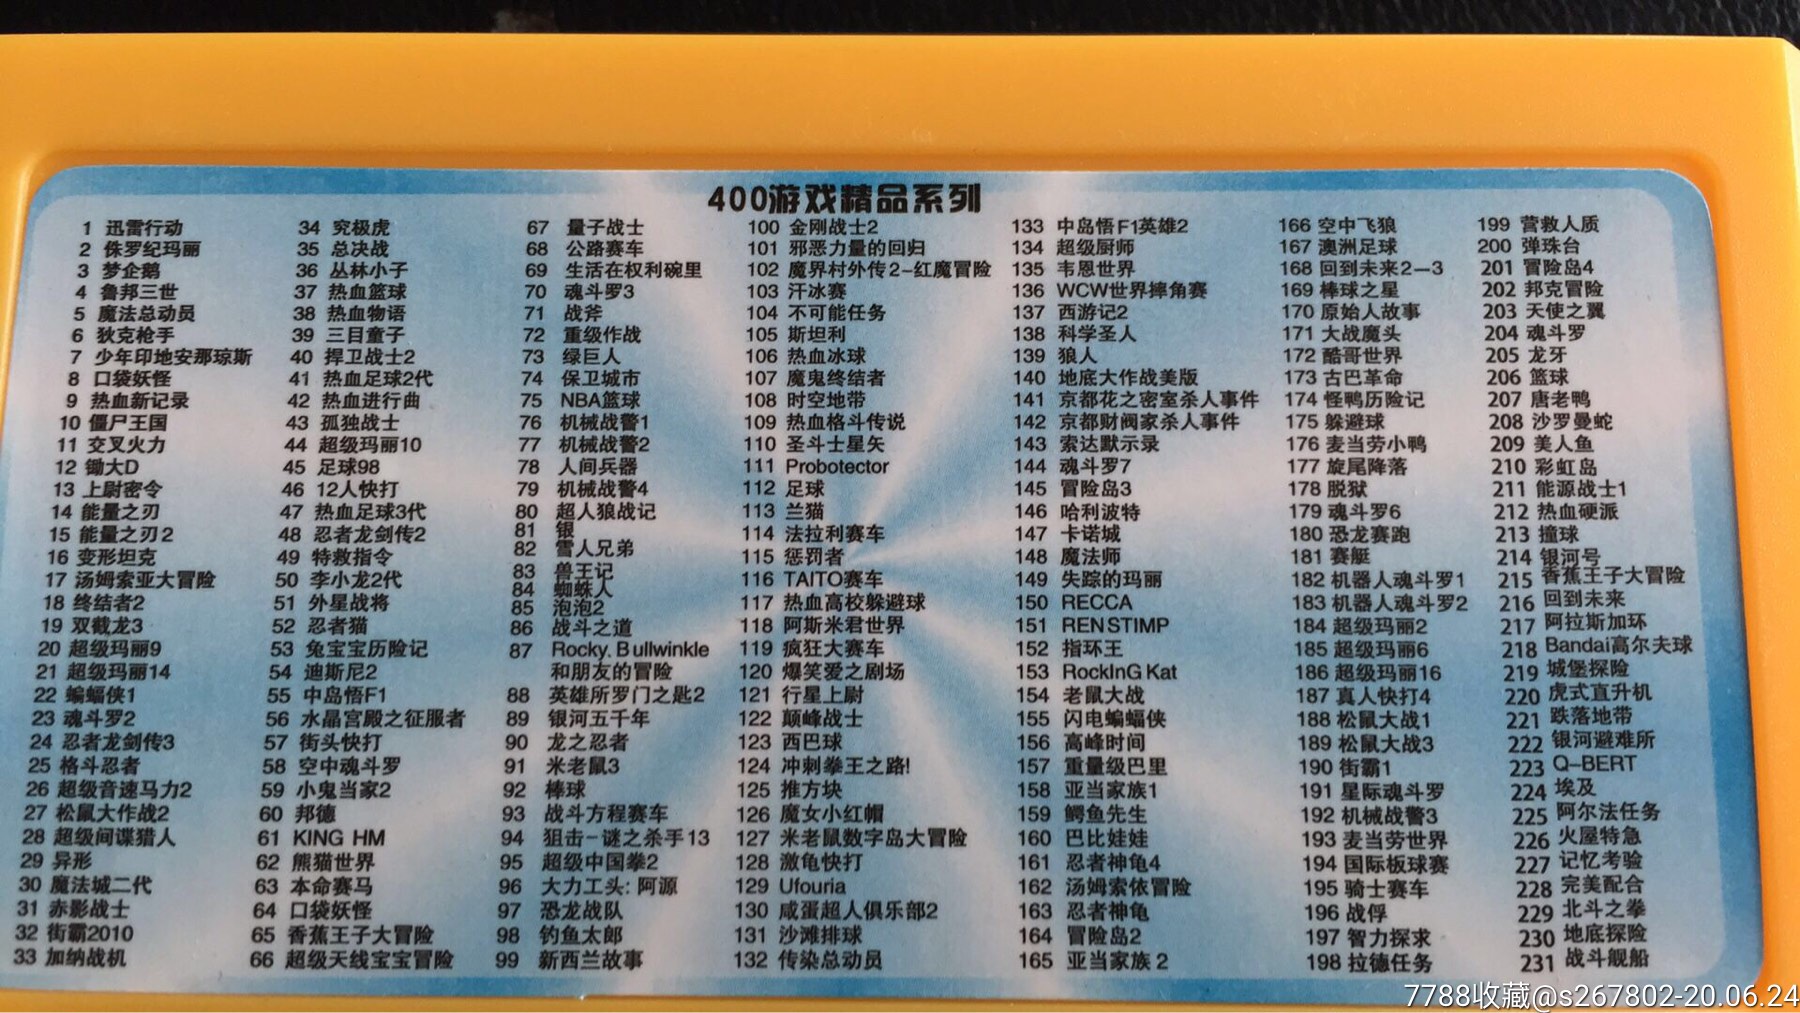 400游戏精品系列
1 迅雷行动
2 侏罗纪玛丽
3 梦企鹅
4 鲁邦三世
5 魔法总动员
6 狄克枪手
7 少年印地安那琼斯
8 口袋妖怪
9 热血新记录
10 僵尸王国
11 交叉火力
12 锄大D
13 上尉密令
14 能量之刃
15 能量之刃2
16 变形坦克
17 汤姆索亚大冒险
18 终结者2
19 双截龙3
20 超级玛丽9
21 超级玛丽14
22 蝙蝠侠1
23 魂斗罗2
24 忍者龙剑传3
25 格斗忍者
26 超级音速马力2
27 松鼠大作战2
28 超级间谍猎人
29 异形
30 魔法城二代
31 赤影战士
32 街霸2010
33 加纳战机
34 究极虎
35 总决战
36 丛林小子
37 热血篮球
38 热血物语
39 三目童子
40 捍卫战士2
41 热血足球2代
42 热血进行曲
43 孤独战士
44 超级玛丽10
45 足球98
46 12人快打
47 热血足球3代
48 忍者龙剑传2
49 特救指令
50 李小龙2代
51 外星战将
52 忍者猫
53 兔宝宝历险记
54 迪斯尼2
55 中岛悟F1
56 水晶宫殿之征服者
57 街头快打
58 空中魂斗罗
59 小鬼当家2
60 邦德
61 KING HM
62 熊猫世界
63 本命赛马
64 口袋妖怪
65 香蕉王子大冒险
66 超级天线宝宝冒险
67 量子战士
68 公路赛车
69 生活在权利碗里
70 魂斗罗3
71 战斧
72 重级作战
73 绿巨人
74 保卫城市
75 NBA篮球
76 机械战警1
77 机械战警2
78 人间兵器
79 机械战警4
80 超人狼战记
81 银
82 雪人兄弟
83 兽王记
84 蜘蛛人
85 泡泡2
86 战斗之道
87 Rocky. Bullwinkle
和朋友的冒险
88 英雄所罗门之匙2
89 银河五千年
90 龙之忍者
91 米老鼠3
92 棒球
93 战斗方程赛车
94 狙击-谜之杀手13
95 超级中国拳2
96 大力工头: 阿源
97 恐龙战队
98 钓鱼太郎
99 新西兰故事
100 金刚战士2
101 邪恶力量的回归
102 魔界村外传2-红魔冒险
103 汗冰赛
104 不可能任务
105 斯坦利
106 热血冰球
107 魔鬼终结者
108 时空地带
109 热血格斗传说
110 圣斗士星矢
111 Probotector
112 足球
113 兰猫
114 法拉利赛车
115 惩罚者
116 TAITO赛车
117 热血高校躲避球
118 阿斯米君世界
119 疯狂大赛车
120 爆笑爱之剧场
121 行星上尉
122 颠峰战士
123 西巴球
124 冲刺拳王之路!
125 推方块
126 魔女小红帽
127 米老鼠数字岛大冒险
128 激龟快打
129 Ufouria
130 咸蛋超人俱乐部2
131 沙滩排球
132 传染总动员
133 中岛悟F1英雄2
134 超级厨师
135 韦恩世界
136 WCW世界摔角赛
137 西游记2
138 科学圣人
139 狼人
140 地底大作战美版
141 京都花之密室杀人事件
142 京都财阀家杀人事件
143 索达默示录
144 魂斗罗7
145 冒险岛3
146 哈利波特
147 卡诺城
148 魔法师
149 失踪的玛丽
150 RECCA
151 REN STIMP
152 指环王
153 RockInG Kat
154 老鼠大战
155 闪电蝙蝠侠
156 高峰时间
157 重量级巴里
158 亚当家族1
159 鳄鱼先生
160 巴比娃娃
161 忍者神龟4
162 汤姆索依冒险
163 忍者神龟
164 冒险岛2
165 亚当家族2
166 空中飞狼
167 澳洲足球
168 回到未来2—3
169 棒球之星
170 原始人故事
171 大战魔头
172 酷哥世界
173 古巴革命
174 怪鸭历险记
175 躲避球
176 麦当劳小鸭
177 旋尾降落
178 脱狱
179 魂斗罗6
180 恐龙赛跑
181 赛艇
182 机器人魂斗罗1
183 机器人魂斗罗2
184 超级玛丽2
185 超级玛丽6
186 超级玛丽16
187 真人快打4
188 松鼠大战1
189 松鼠大战3
190 街霸1
191 星际魂斗罗
192 机械战警3
193 麦当劳世界
194 国际板球赛
195 骑士赛车
196 战俘
197 智力探求
198 拉德任务
199 营救人质
200 弹珠台
201 冒险岛4
202 邦克冒险
203 天使之翼
204 魂斗罗
205 龙牙
206 篮球
207 唐老鸭
208 沙罗曼蛇
209 美人鱼
210 彩虹岛
211 能源战士1
212 热血硬派
213 撞球
214 银河号
215 香蕉王子大冒险
216 回到未来
217 阿拉斯加环
218 Bandai高尔夫球
219 城堡探险
220 虎式直升机
221 跌落地带
222 银河避难所
223 Q-BERT
224 埃及
225 阿尔法任务
226 火屋特急
227 记忆考验
228 完美配合
229 北斗之拳
230 地底探险
231 战斗舰船
7788收藏@s267802-20.06.24